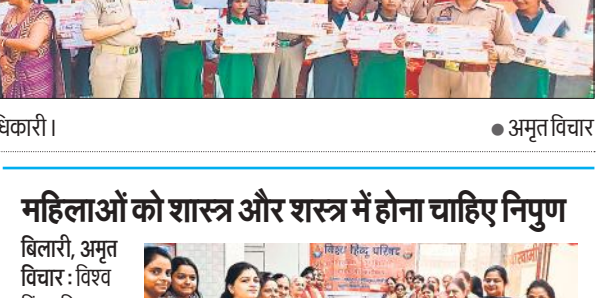 धिकारी।
● अमृत विचार
महिलाओं को शास्त्र और शस्त्र में होना चाहिए निपुण
बिलारी, अमृत
विचार : विश्व
विश्व हिन्दू परिषद